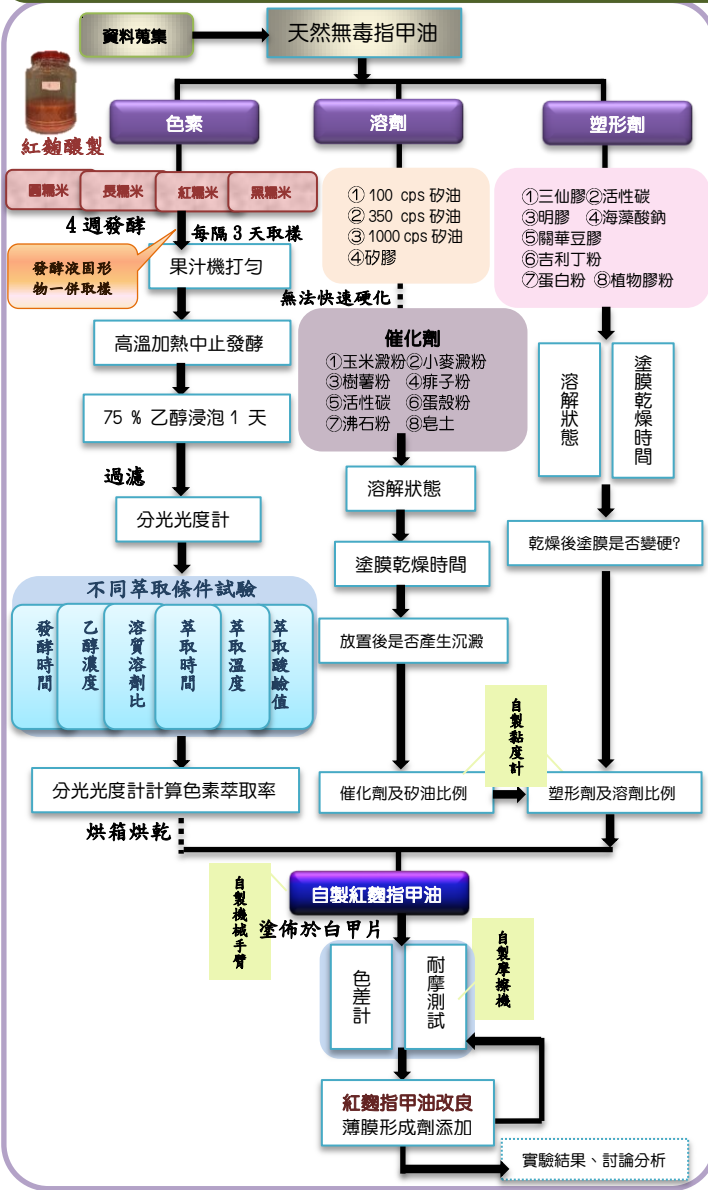 資料蒐集
天然無毒指甲油
紅麴釀製
色素
溶劑
塑形劑
圓糯米
長糯米
紅糯米
黑糯米
4 週發酵
每隔 3 天取樣
發酵液固形
物一併取樣
果汁機打勻
高溫加熱中止發酵
75 % 乙醇浸泡 1 天
過濾
分光光度計
不同萃取條件試驗
發酵時間
乙醇濃度
溶質溶劑比
萃取時間
萃取溫度
萃取酸鹼值
分光光度計計算色素萃取率
烘箱烘乾
①100 cps 矽油
②350 cps 矽油
③1000 cps 矽油
④矽膠
無法快速硬化
催化劑
①玉米澱粉②小麥澱粉
③樹薯粉 ④痱子粉
⑤活性碳 ⑥蛋殼粉
⑦沸石粉 ⑧皂土
溶解狀態
塗膜乾燥時間
放置後是否產生沉澱
催化劑及矽油比例
①三仙膠②活性碳
③明膠 ④海藻酸鈉
⑤關華豆膠
⑥吉利丁粉
⑦蛋白粉 ⑧植物膠粉
溶解狀態
塗膜乾燥時間
乾燥後塗膜是否變硬?
自製黏度計
塑形劑及溶劑比例
自製紅麴指甲油
自製機械手臂
塗佈於白甲片
色差計
耐摩測試
自製摩擦機
紅麴指甲油改良
薄膜形成劑添加
實驗結果、討論分析